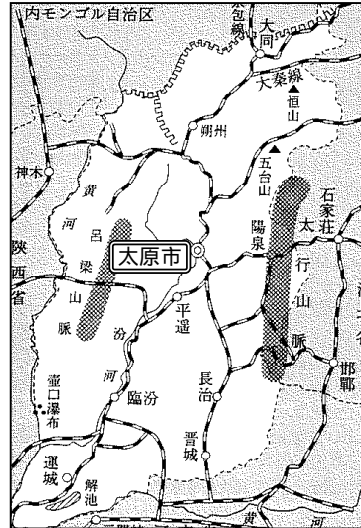 内モンゴル自治区
京包線
大同
大秦線
恒山
朔州
五台山
神木
黄河
呂梁山脈
太原市
陽泉
石家荘
太行山脈
陝西省
平遥
汾河
邯鄲
壺口瀑布
臨汾
長治
晋城
運城
解池
黄河